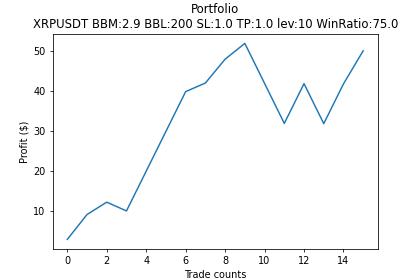 Portfolio
XRPUSDT BBM:2.9 BBL:200 SL:1.0 TP:1.0 lev:10 WinRatio:75.0
50
40
30
20
10
Profit ($)
0 2 4 6 8 10 12 14
Trade counts